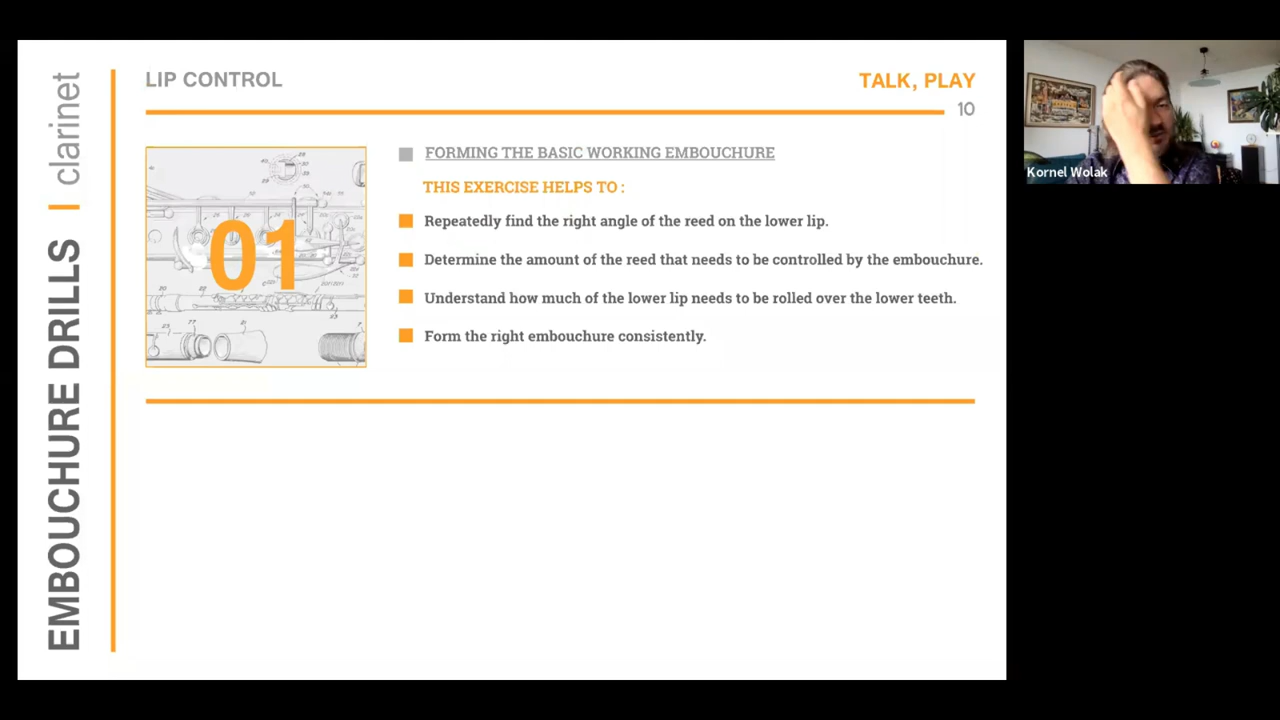 LIP CONTROL
TALK, PLAY
10
EMBOUCHURE DRILLS | clarinet
01
FORMING THE BASIC WORKING EMBOUCHURE
THIS EXERCISE HELPS TO :
Repeatedly find the right angle of the reed on the lower lip.
Determine the amount of the reed that needs to be controlled by the embouchure.
Understand how much of the lower lip needs to be rolled over the lower teeth.
Form the right embouchure consistently.
Kornel Wolak